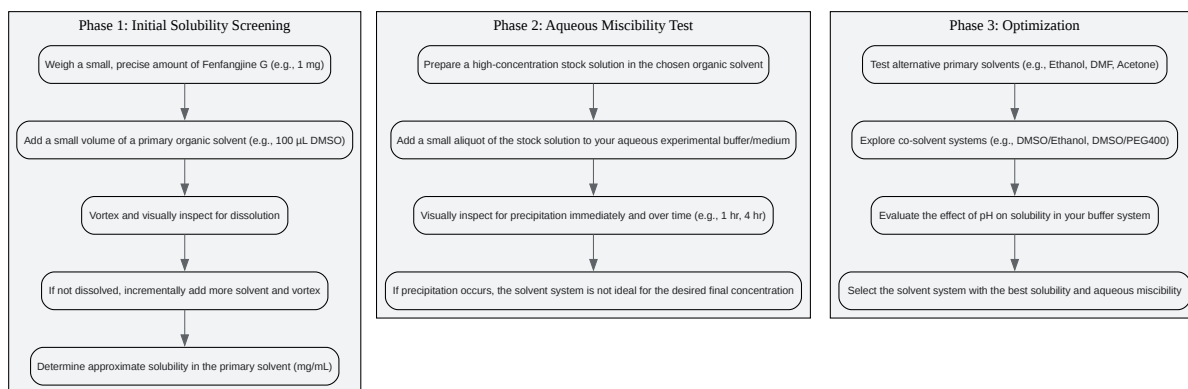 Phase 1: Initial Solubility Screening
Weigh a small, precise amount of Fenfangjine G (e.g., 1 mg)
Add a small volume of a primary organic solvent (e.g., 100 µL DMSO)
Vortex and visually inspect for dissolution
If not dissolved, incrementally add more solvent and vortex
Determine approximate solubility in the primary solvent (mg/mL)
Phase 2: Aqueous Miscibility Test
Prepare a high-concentration stock solution in the chosen organic solvent
Add a small aliquot of the stock solution to your aqueous experimental buffer/medium
Visually inspect for precipitation immediately and over time (e.g., 1 hr, 4 hr)
If precipitation occurs, the solvent system is not ideal for the desired final concentration
Phase 3: Optimization
Test alternative primary solvents (e.g., Ethanol, DMF, Acetone)
Explore co-solvent systems (e.g., DMSO/Ethanol, DMSO/PEG400)
Evaluate the effect of pH on solubility in your buffer system
Select the solvent system with the best solubility and aqueous miscibility